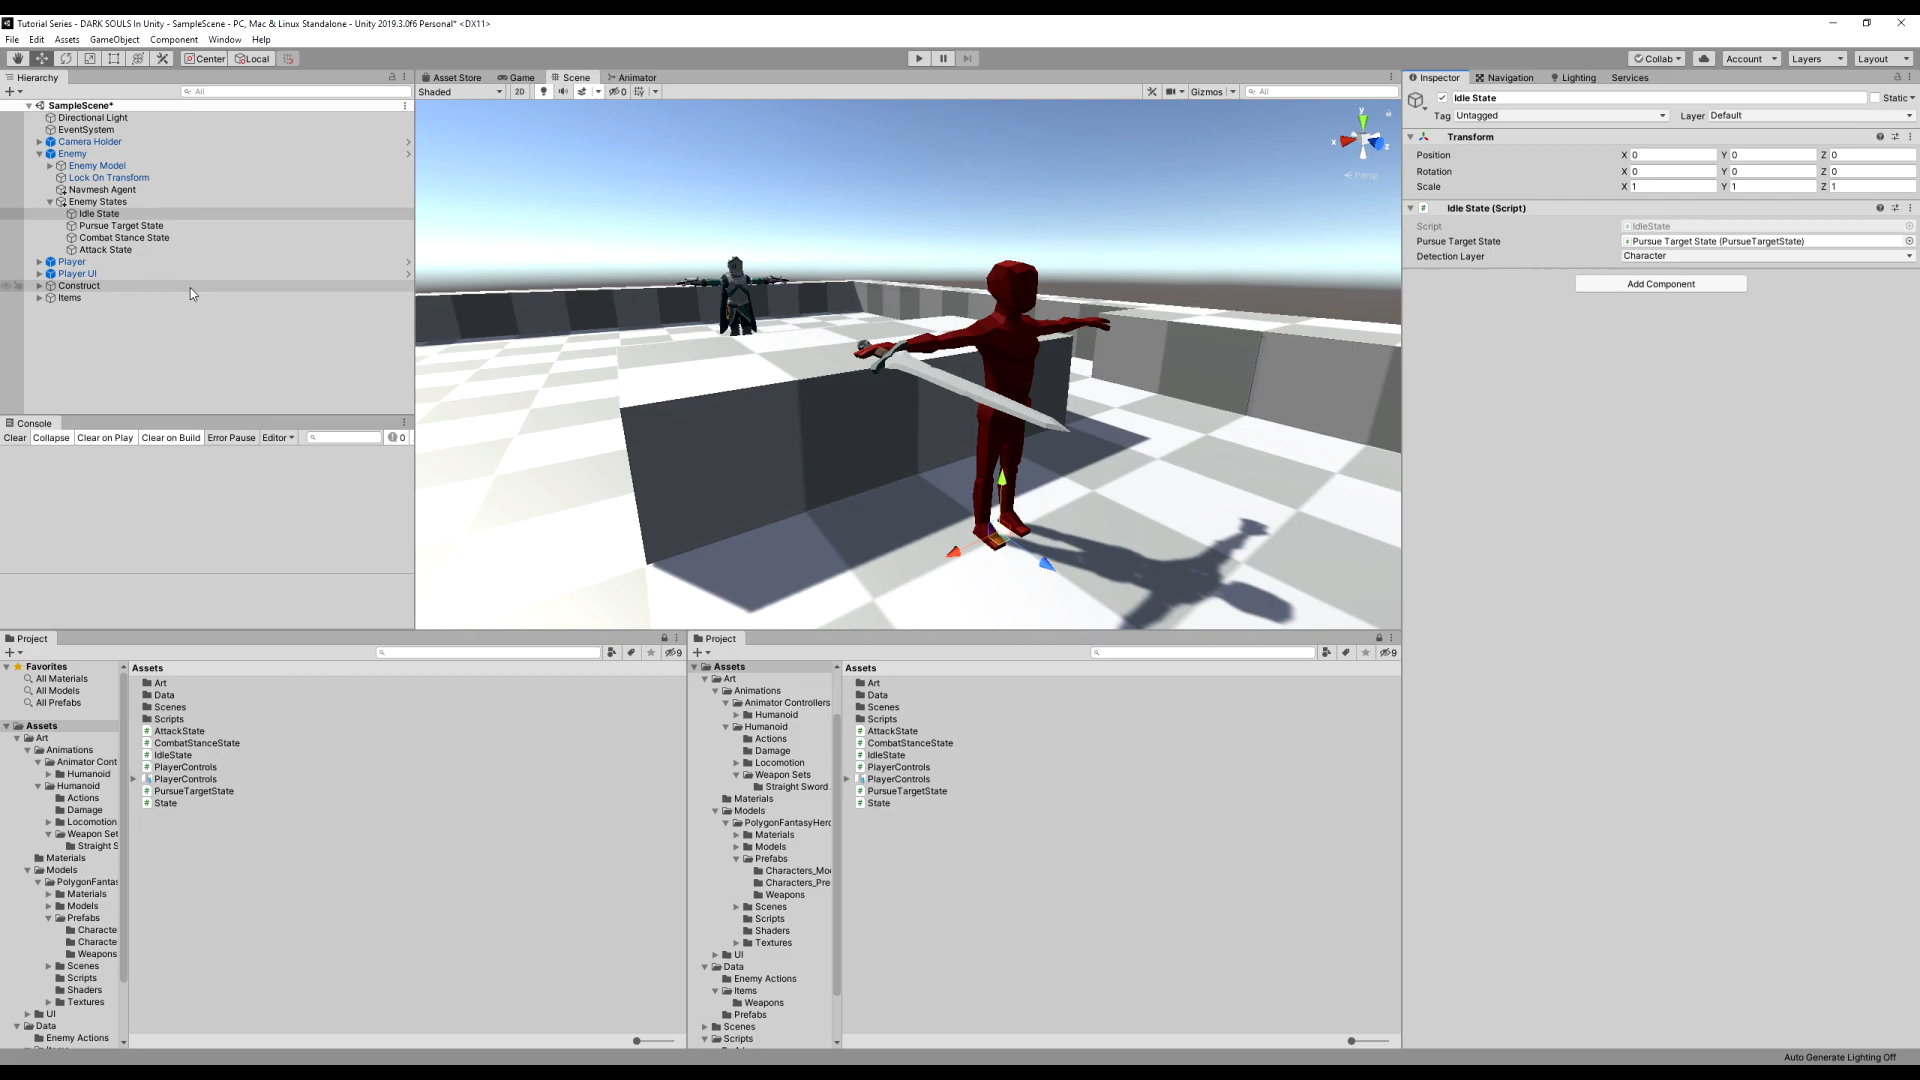 Tutorial Series - DARK SOULS In Unity - SampleScene - PC, Mac & Linux Standalone - Unity 2019.3.0f6 Personal* <DX11>
File Edit Assets GameObject Component Window Help
Center Local Collab Account Layers Layout
Hierarchy
All
SampleScene*
Directional Light
EventSystem
Camera Holder
Enemy
Enemy Model
Lock On Transform
Navmesh Agent
Enemy States
Idle State
Pursue Target State
Combat Stance State
Attack State
Player
Player UI
Construct
Items
Console
Clear Collapse Clear on Play Clear on Build Error Pause Editor 0
Asset Store Game Scene Animator
Shaded 2D 0 Gizmos All
y
x
z
Persp
Inspector Navigation Lighting Services
Idle State Static
Tag Untagged Layer Default
Transform
Position X 0 Y 0 Z 0
Rotation X 0 Y 0 Z 0
Scale X 1 Y 1 Z 1
Idle State (Script)
Script IdleState
Pursue Target State Pursue Target State (PursueTargetState)
Detection Layer Character
Add Component
Project
9
Favorites
All Materials
All Models
All Prefabs
Assets
Art
Animations
Animator Cont
Humanoid
Humanoid
Actions
Damage
Locomotion
Weapon Set
Straight S
Materials
Models
PolygonFantas
Materials
Models
Prefabs
Characte
Characte
Weapons
Scenes
Scripts
Shaders
Textures
UI
Data
Enemy Actions
Assets
Art
Data
Scenes
Scripts
AttackState
CombatStanceState
IdleState
PlayerControls
PlayerControls
PursueTargetState
State
Project
9
Assets
Art
Animations
Animator Controllers
Humanoid
Humanoid
Actions
Damage
Locomotion
Weapon Sets
Straight Sword
Materials
Models
PolygonFantasyHero
Materials
Models
Prefabs
Characters_Mo
Characters_Pre
Weapons
Scenes
Scripts
Shaders
Textures
UI
Data
Enemy Actions
Items
Weapons
Prefabs
Scenes
Scripts
Assets
Art
Data
Scenes
Scripts
AttackState
CombatStanceState
IdleState
PlayerControls
PlayerControls
PursueTargetState
State
Auto Generate Lighting Off